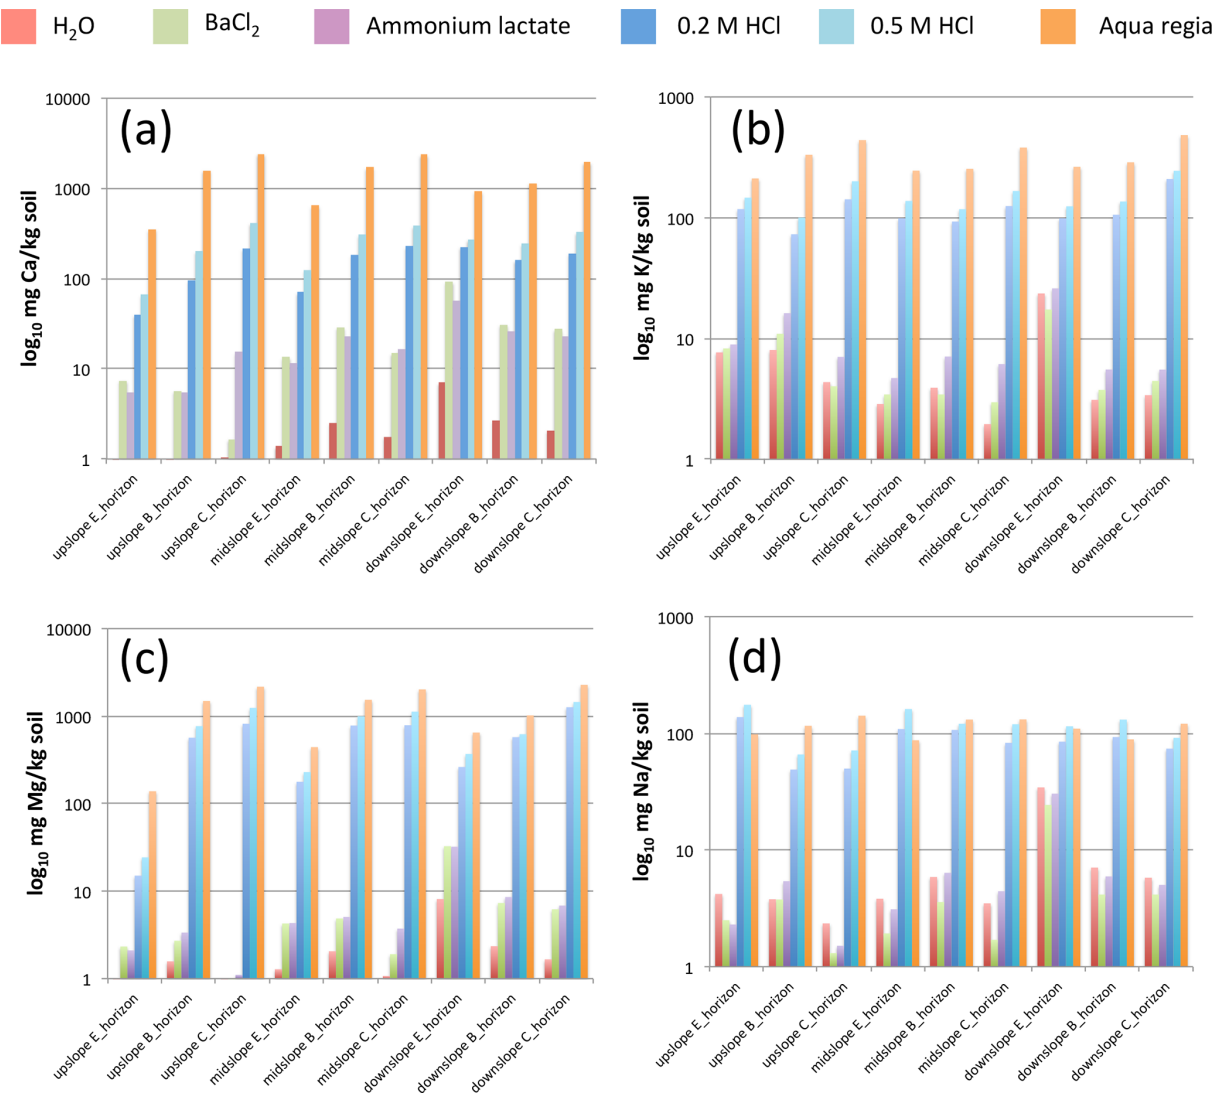 H₂O BaCl₂ Ammonium lactate 0.2 M HCl 0.5 M HCl Aqua regia
(a)
log₁₀ mg Ca/kg soil
10000
1000
100
10
1
upslope E_horizon
upslope B_horizon
upslope C_horizon
midslope E_horizon
midslope B_horizon
midslope C_horizon
downslope E_horizon
downslope B_horizon
downslope C_horizon
(b)
log₁₀ mg K/kg soil
1000
100
10
1
upslope E_horizon
upslope B_horizon
upslope C_horizon
midslope E_horizon
midslope B_horizon
midslope C_horizon
downslope E_horizon
downslope B_horizon
downslope C_horizon
(c)
log₁₀ mg Mg/kg soil
10000
1000
100
10
1
upslope E_horizon
upslope B_horizon
upslope C_horizon
midslope E_horizon
midslope B_horizon
midslope C_horizon
downslope E_horizon
downslope B_horizon
downslope C_horizon
(d)
log₁₀ mg Na/kg soil
1000
100
10
1
upslope E_horizon
upslope B_horizon
upslope C_horizon
midslope E_horizon
midslope B_horizon
midslope C_horizon
downslope E_horizon
downslope B_horizon
downslope C_horizon